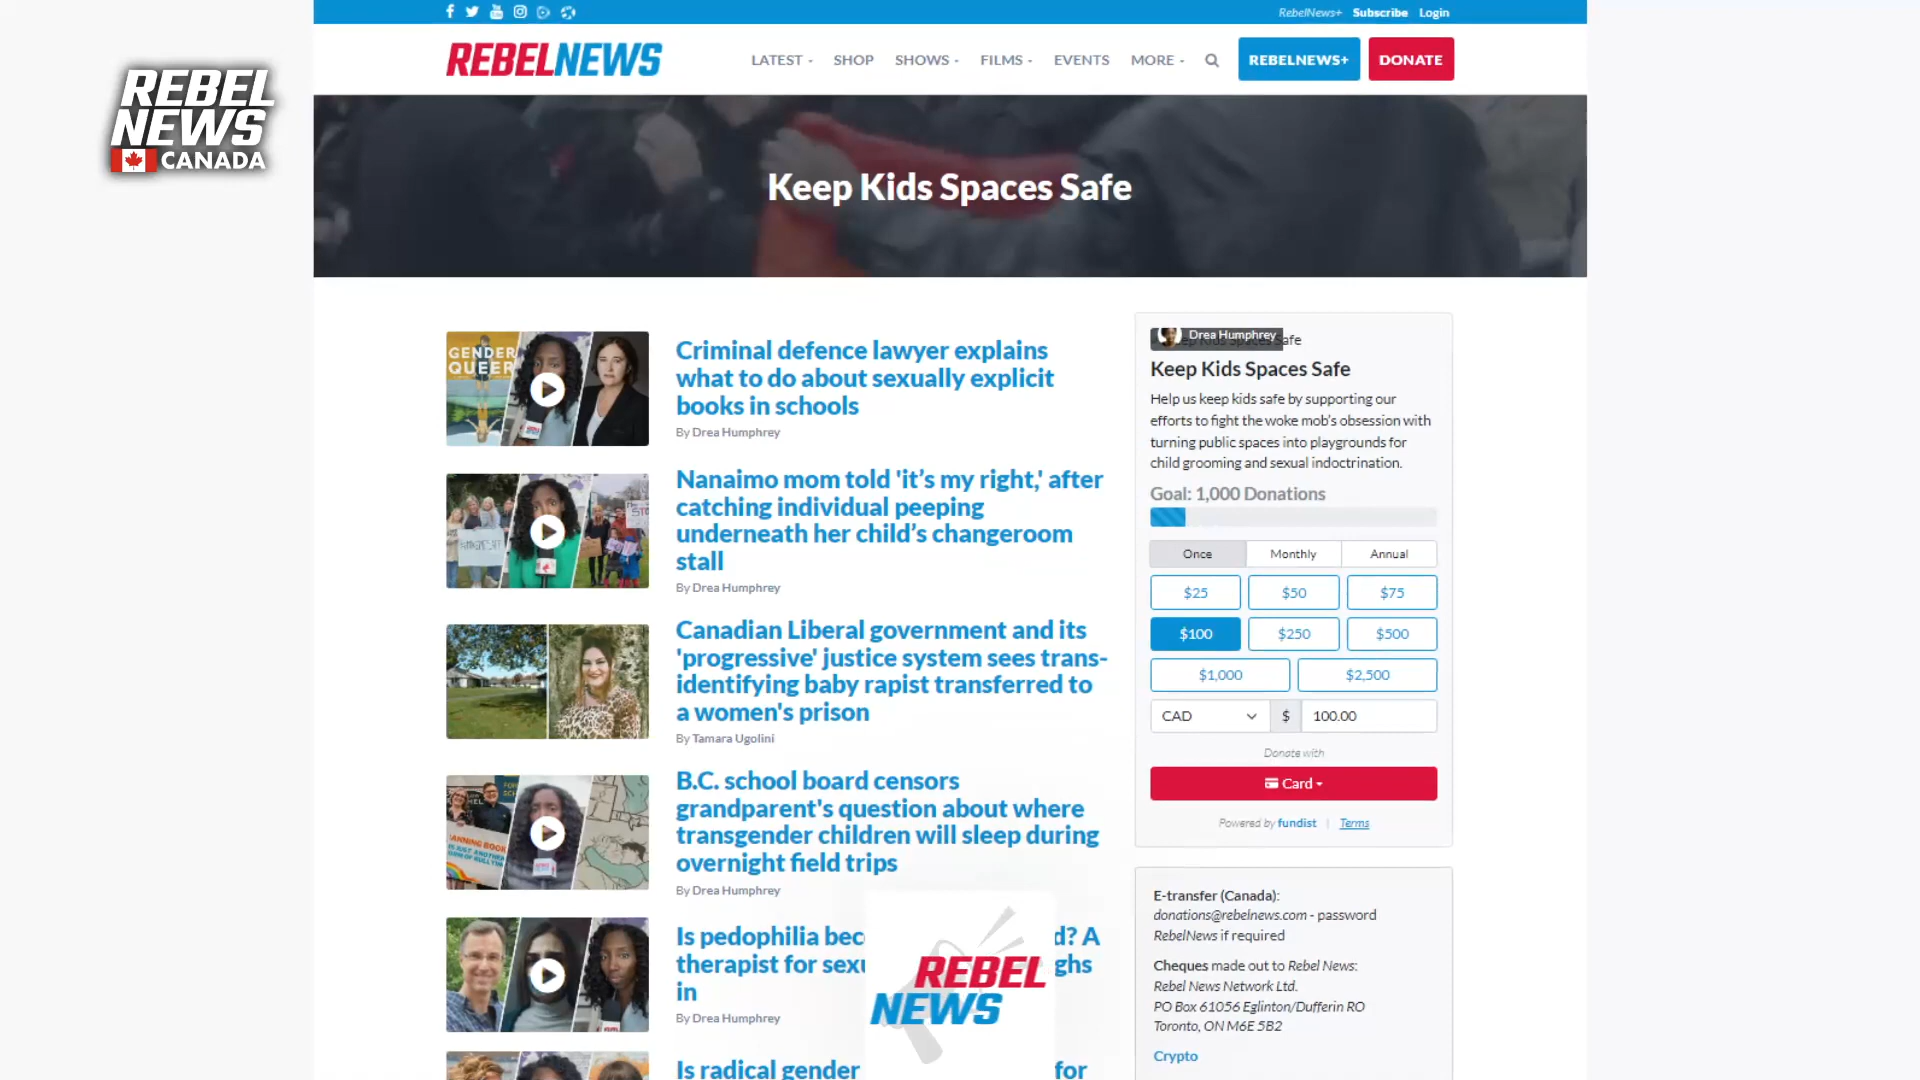 RebelNews+ Subscribe Login
REBELNEWS
LATEST SHOP SHOWS FILMS EVENTS MORE REBELNEWS+ DONATE
REBEL
NEWS
CANADA
Keep Kids Spaces Safe
GENDER
QUEER
Criminal defence lawyer explains
what to do about sexually explicit
books in schools
By Drea Humphrey
Nanaimo mom told 'it’s my right,' after
catching individual peeping
underneath her child’s changeroom
stall
By Drea Humphrey
Canadian Liberal government and its
'progressive' justice system sees trans-
identifying baby rapist transferred to
a women's prison
By Tamara Ugolini
B.C. school board censors
grandparent's question about where
transgender children will sleep during
overnight field trips
By Drea Humphrey
Is pedophilia bec d? A
therapist for sex ghs
in
By Drea Humphrey
Is radical gender for
REBEL
NEWS
Drea Humphrey
Safe
Keep Kids Spaces Safe
Help us keep kids safe by supporting our
efforts to fight the woke mob’s obsession with
turning public spaces into playgrounds for
child grooming and sexual indoctrination.
Goal: 1,000 Donations
Once Monthly Annual
$25 $50 $75
$100 $250 $500
$1,000 $2,500
CAD $ 100.00
Donate with
Card
Powered by fundist | Terms
E-transfer (Canada):
donations@rebelnews.com - password
RebelNews if required
Cheques made out to Rebel News:
Rebel News Network Ltd.
PO Box 61056 Eglinton/Dufferin RO
Toronto, ON M6E 5B2
Crypto